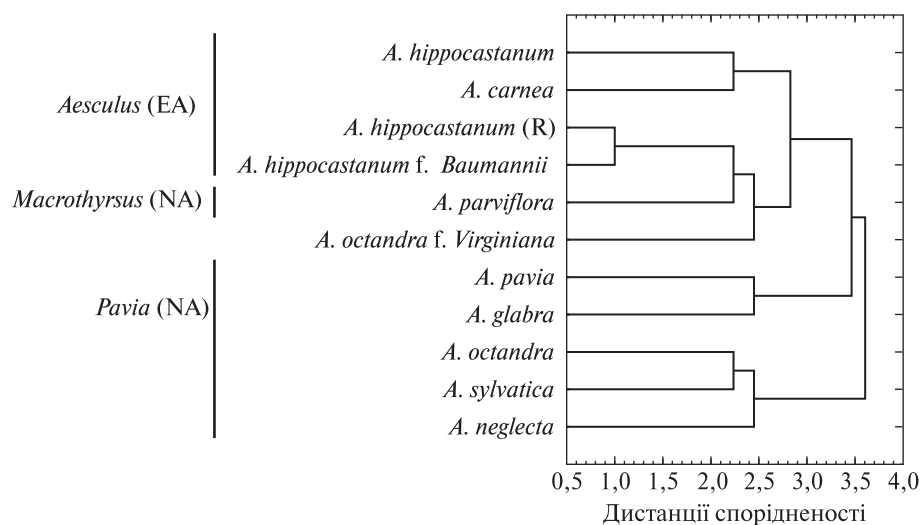 Aesculus (EA)
Macrothyrsus (NA)
Pavia (NA)
A. hippocastanum
A. carnea
A. hippocastanum (R)
A. hippocastanum f. Baumannii
A. parviflora
A. octandra f. Virginiana
A. pavia
A. glabra
A. octandra
A. sylvatica
A. neglecta
0,5 1,0 1,5 2,0 2,5 3,0 3,5 4,0
Дистанції спорідненості